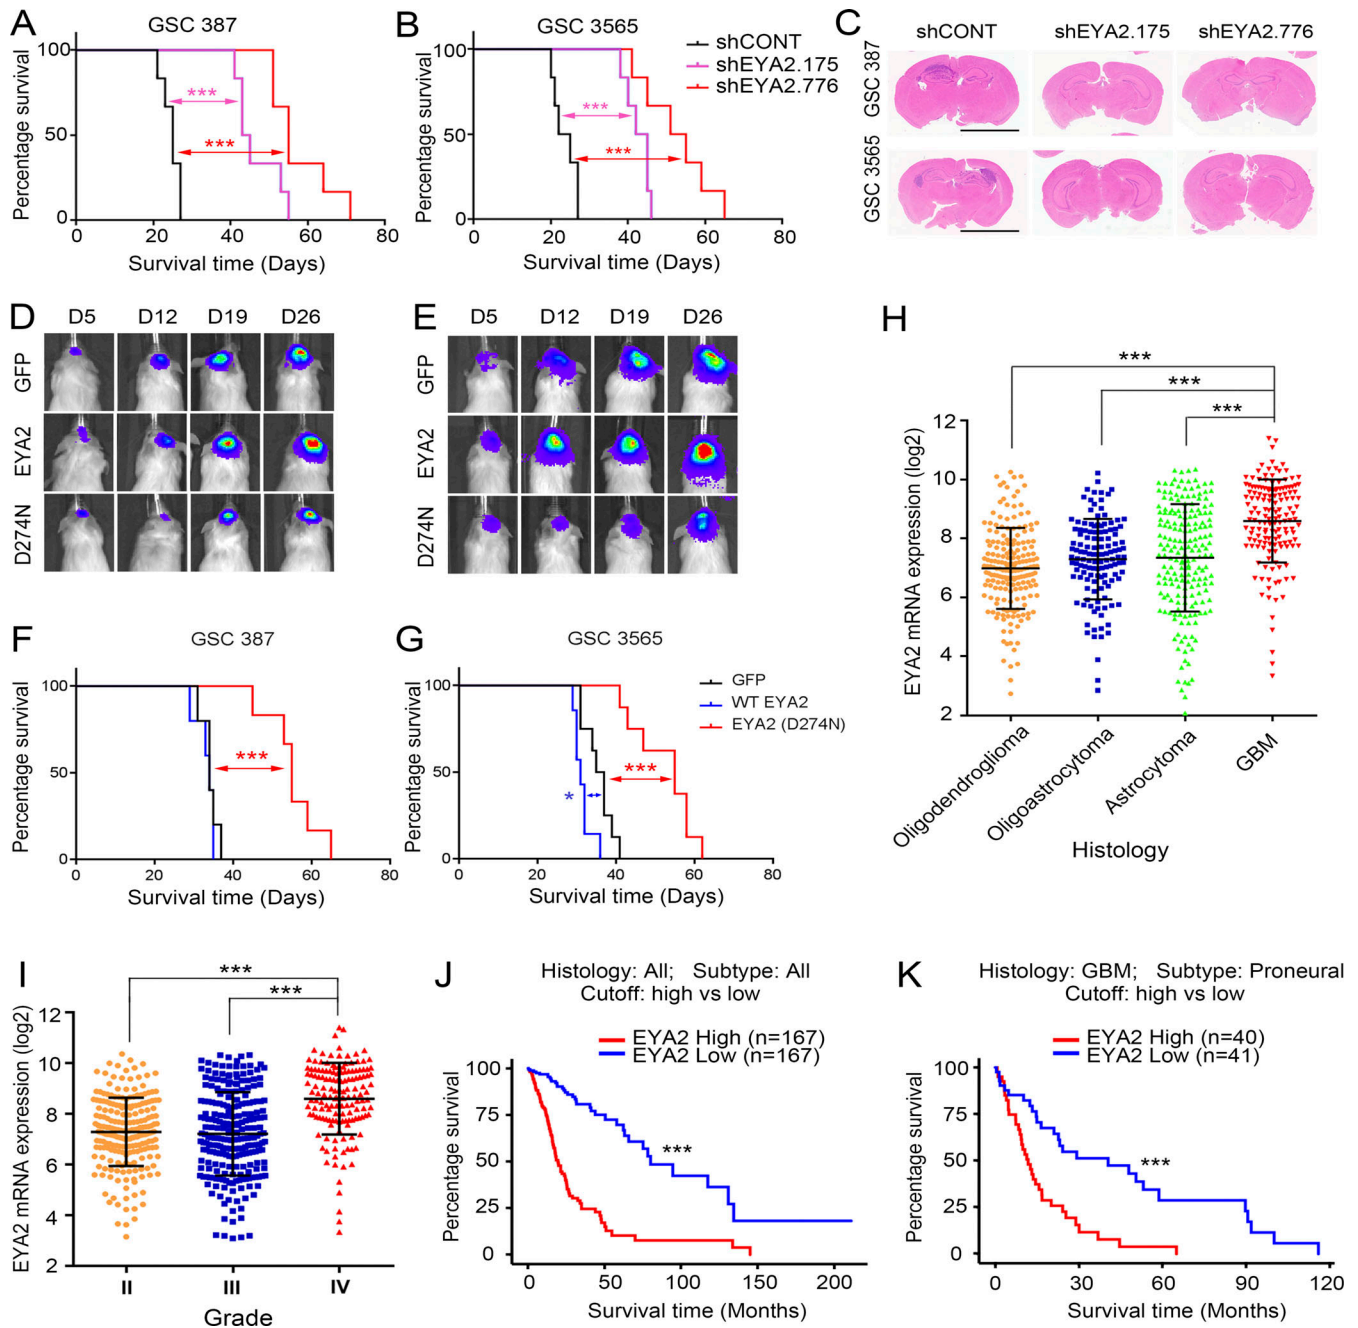 A
GSC 387
Percentage survival
100
50
0
***
***
0 20 40 60 80
Survival time (Days)
B
GSC 3565
shCONT
shEYA2.175
shEYA2.776
Percentage survival
100
50
0
***
***
0 20 40 60 80
Survival time (Days)
C
shCONT shEYA2.175 shEYA2.776
GSC 387
GSC 3565
D
D5 D12 D19 D26
GFP
EYA2
D274N
E
D5 D12 D19 D26
GFP
EYA2
D274N
F
GSC 387
Percentage survival
100
50
0
***
0 20 40 60 80
Survival time (Days)
G
GSC 3565
GFP
WT EYA2
EYA2 (D274N)
Percentage survival
100
50
0
*
***
0 20 40 60 80
Survival time (Days)
H
***
***
***
EYA2 mRNA expression (log2)
12
10
8
6
4
2
Oligodendroglioma
Oligoastrocytoma
Astrocytoma
GBM
Histology
I
***
***
EYA2 mRNA expression (log2)
12
10
8
6
4
2
II III IV
Grade
J
Histology: All; Subtype: All
Cutoff: high vs low
EYA2 High (n=167)
EYA2 Low (n=167)
Percentage survival
100
75
50
25
0
***
0 50 100 150 200
Survival time (Months)
K
Histology: GBM; Subtype: Proneural
Cutoff: high vs low
EYA2 High (n=40)
EYA2 Low (n=41)
Percentage survival
100
75
50
25
0
***
0 30 60 90 120
Survival time (Months)